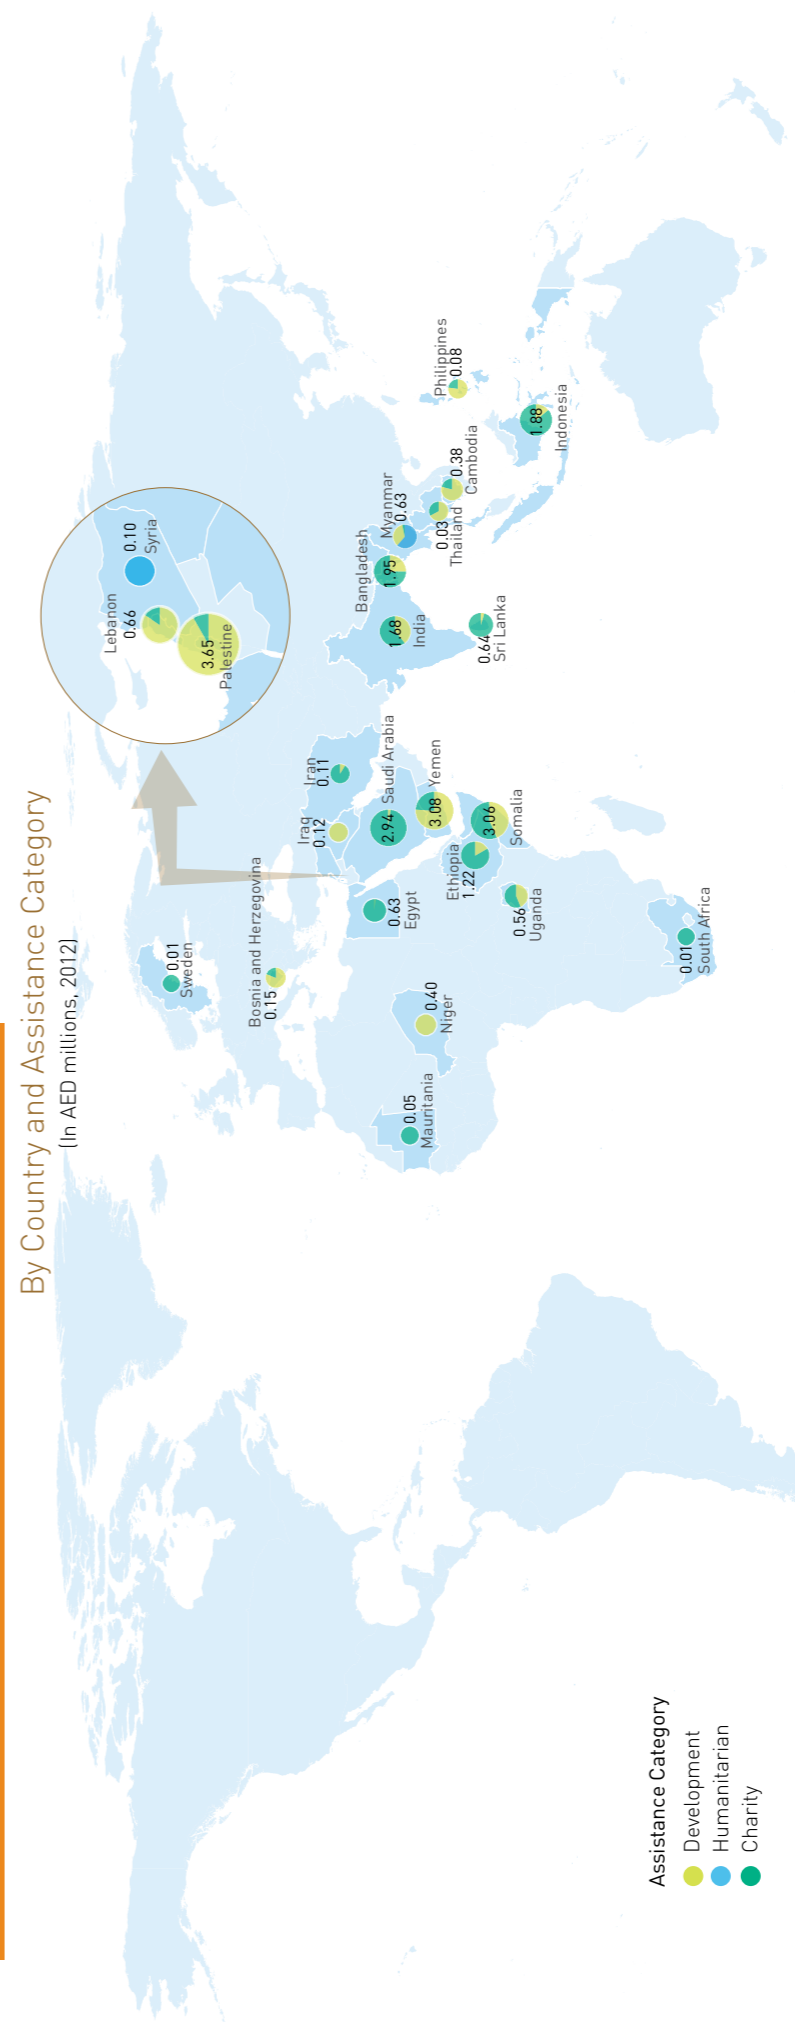 By Country and Assistance Category
(In AED millions, 2012)
Lebanon
0.66
0.10
Syria
3.65
Palestine
0.01
Sweden
Bosnia and Herzegovina
0.15
Iraq
0.12
Iran
0.11
2.94
Saudi Arabia
3.08
Yemen
3.06
Somalia
Ethiopia
1.22
0.56
Uganda
0.63
Egypt
0.40
Niger
0.05
Mauritania
0.01
South Africa
Bangladesh
1.95
1.68
India
0.64
Sri Lanka
Myanmar
0.63
0.03
Thailand
0.38
Cambodia
Philippines
0.08
1.88
Indonesia
Assistance Category
Development
Humanitarian
Charity